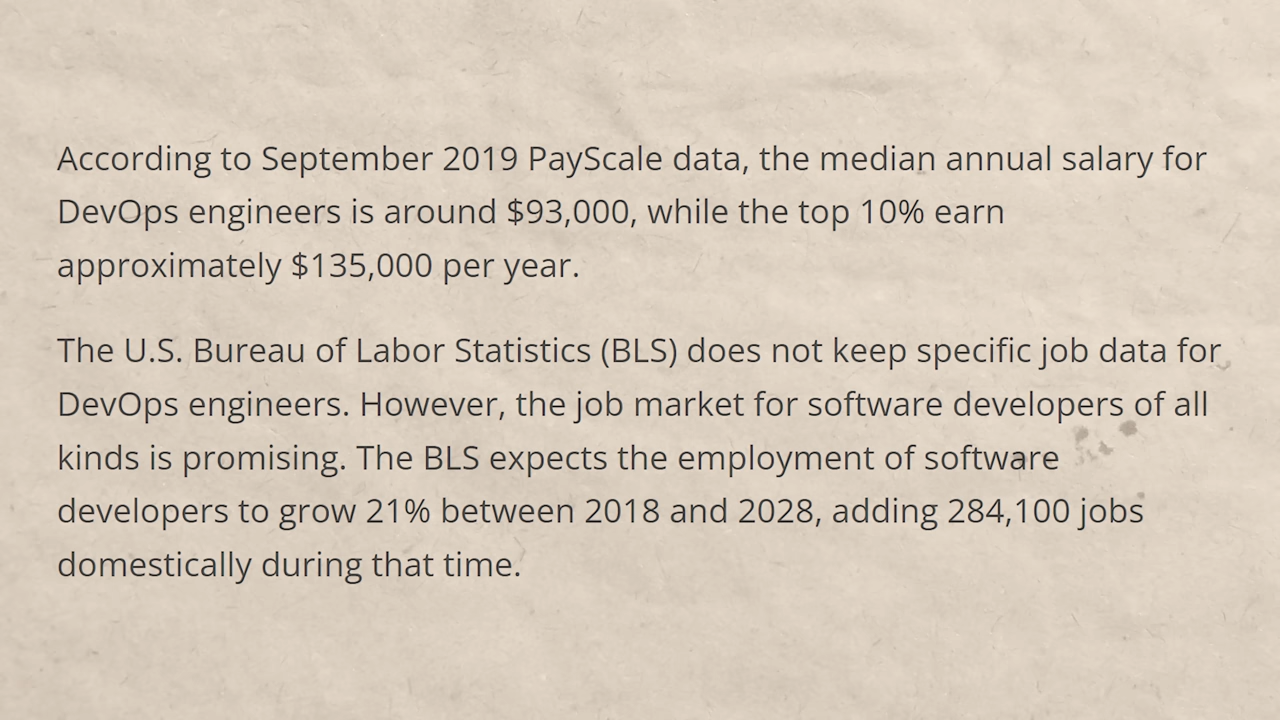 According to September 2019 PayScale data, the median annual salary for
DevOps engineers is around $93,000, while the top 10% earn
approximately $135,000 per year.
The U.S. Bureau of Labor Statistics (BLS) does not keep specific job data for
DevOps engineers. However, the job market for software developers of all
kinds is promising. The BLS expects the employment of software
developers to grow 21% between 2018 and 2028, adding 284,100 jobs
domestically during that time.